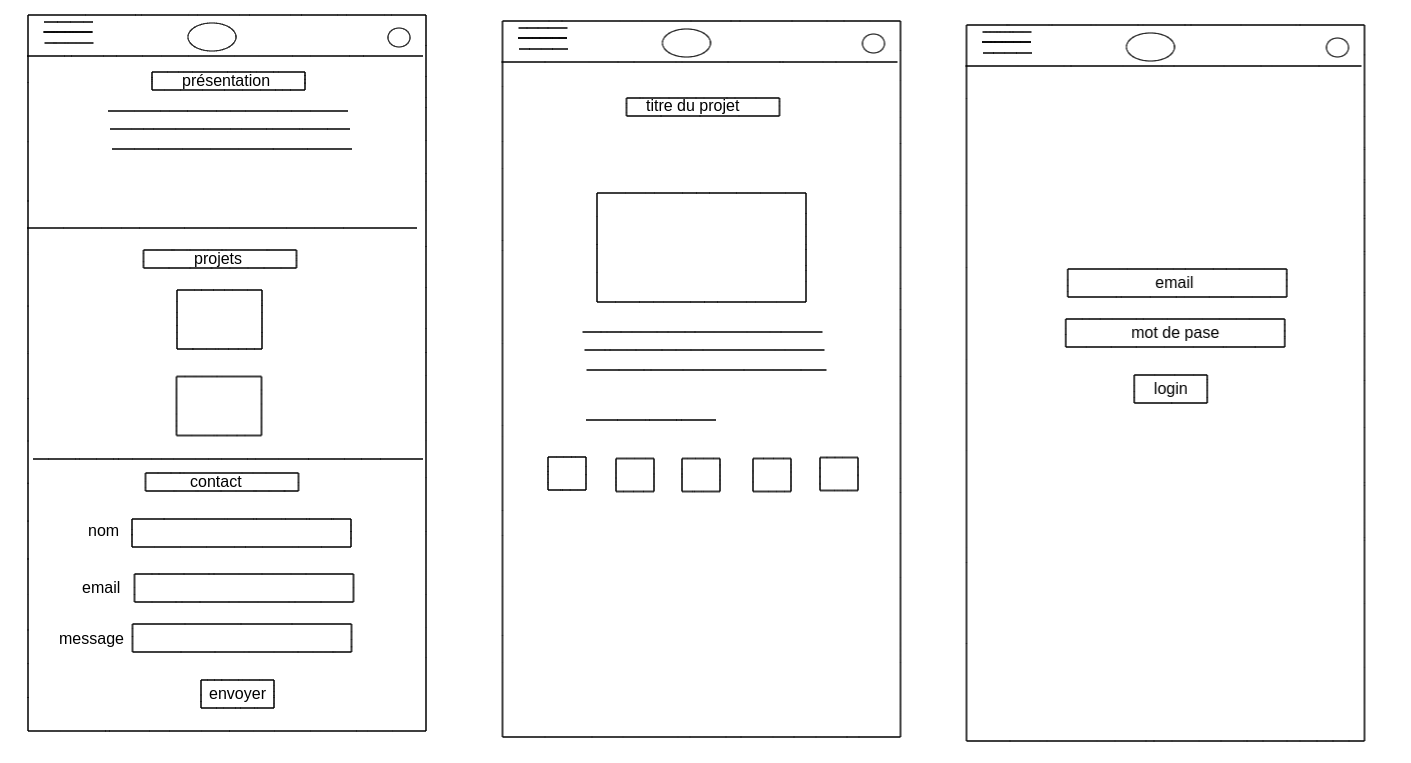 présentation
projets
contact
nom
email
message
envoyer
titre du projet
email
mot de pase
login